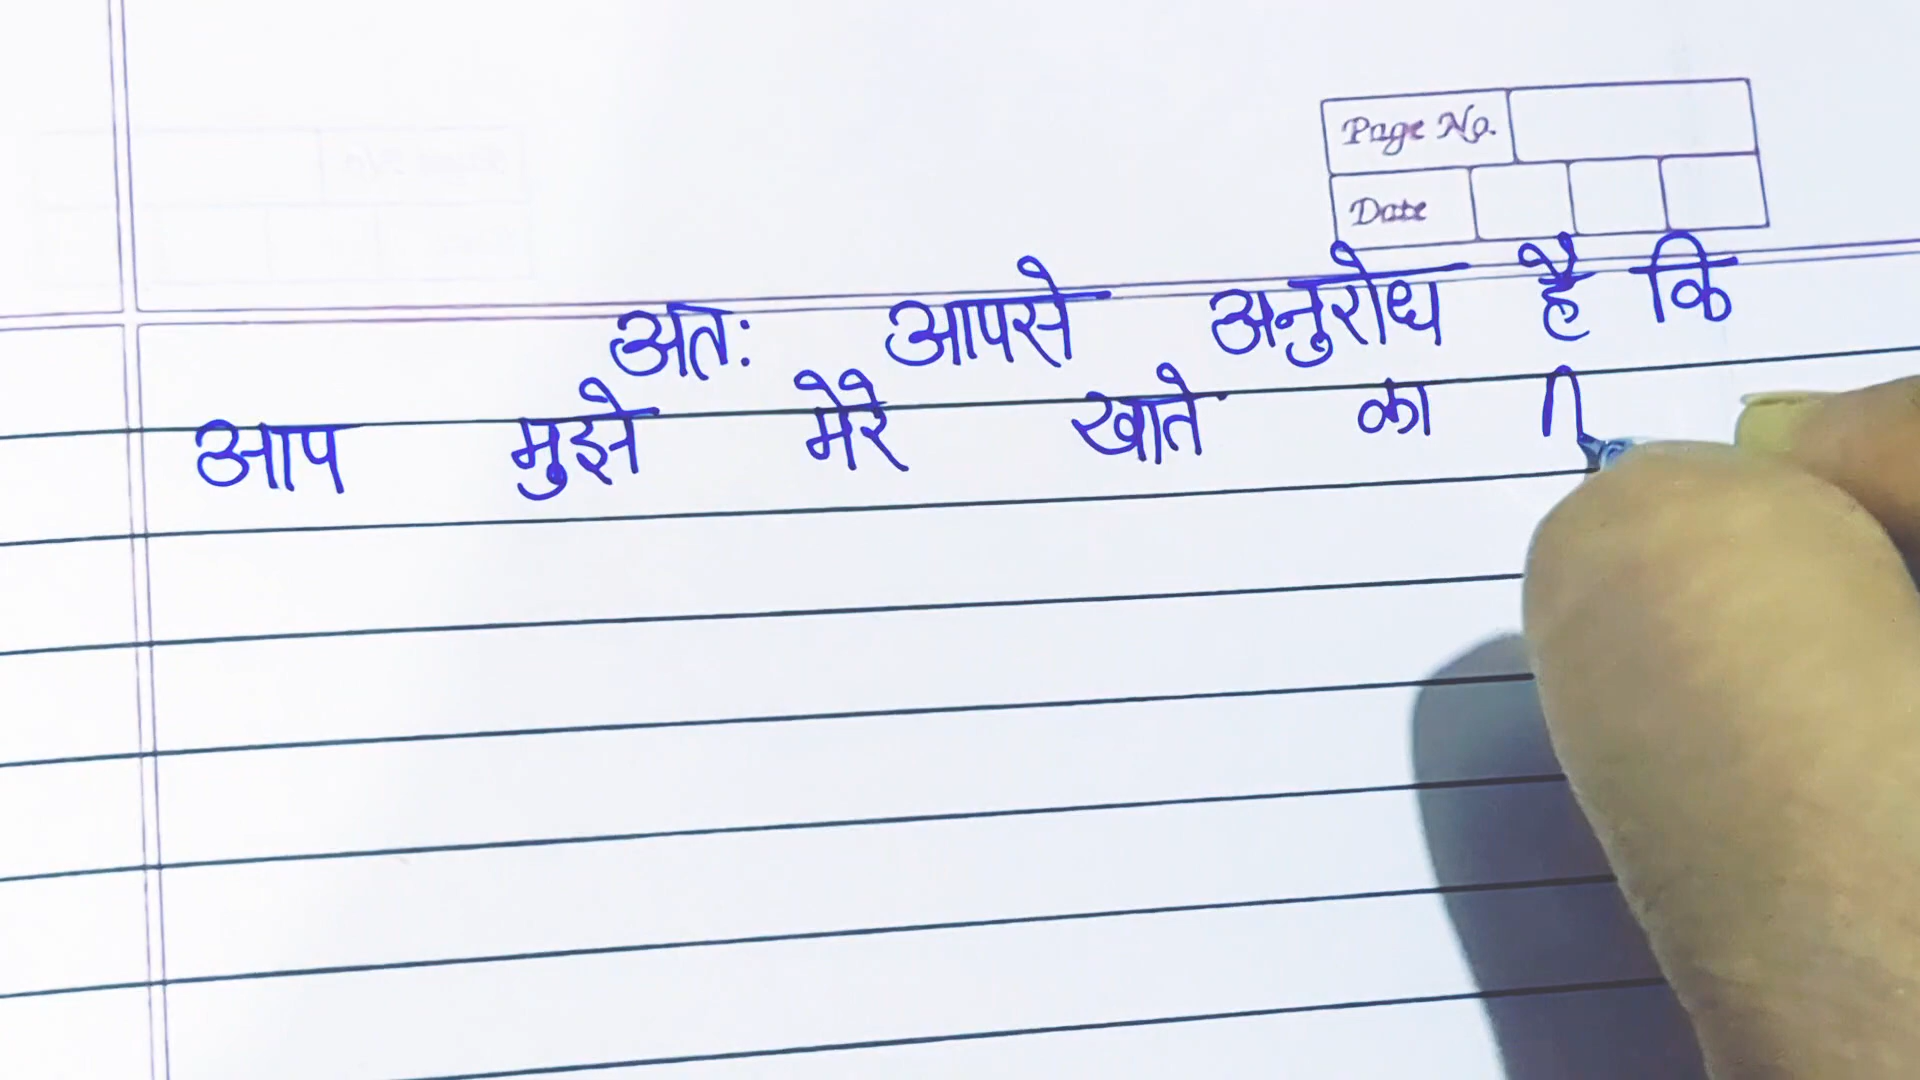 Page No.
Date
अतः आपसे अनुरोध है कि
आप मुझे मेरे खाते का